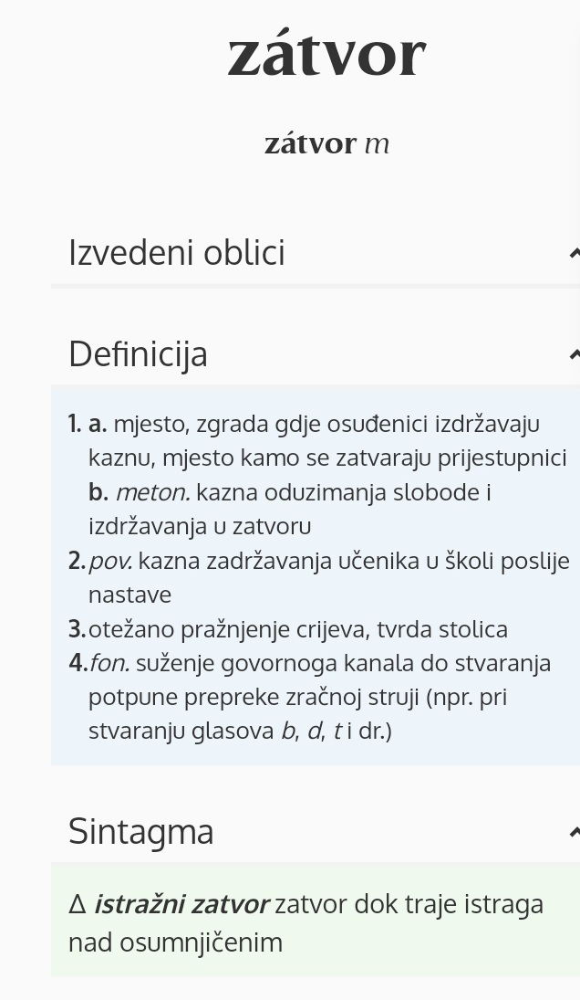 zátvor
zátvor m
Izvedeni oblici
Definicija
1. a. mjesto, zgrada gdje osuđenici izdržavaju
kaznu, mjesto kamo se zatvaraju prijestupnici
b. meton. kazna oduzimanja slobode i
izdržavanja u zatvoru
2. pov. kazna zadržavanja učenika u školi poslije
nastave
3. otežano pražnjenje crijeva, tvrda stolica
4. fon. suženje govornoga kanala do stvaranja
potpune prepreke zračnoj struji (npr. pri
stvaranju glasova b, d, t i dr.)
Sintagma
∆ istražni zatvor zatvor dok traje istraga
nad osumnjičenim